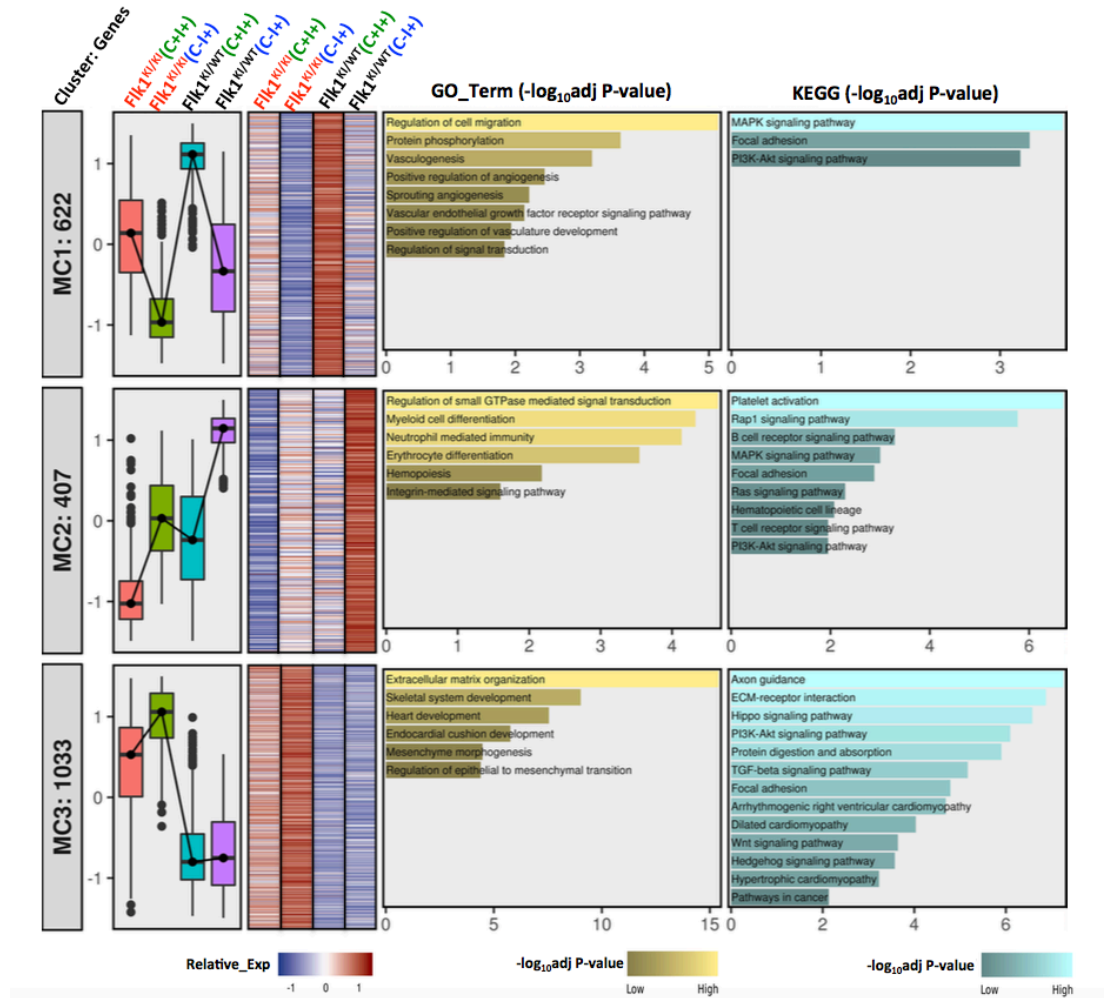 Cluster: Genes
Flk1KI/KI(C+I+)
Flk1KI/KI(C-I+)
Flk1KI/WT(C+I+)
Flk1KI/WT(C-I+)
Flk1KI/KI(C+I+)
Flk1KI/KI(C-I+)
Flk1KI/WT(C+I+)
Flk1KI/WT(C-I+)
GO_Term (-log10adj P-value)
KEGG (-log10adj P-value)
MC1: 622
1
0
-1
Regulation of cell migration
Protein phosphorylation
Vasculogenesis
Positive regulation of angiogenesis
Sprouting angiogenesis
Vascular endothelial growth factor receptor signaling pathway
Positive regulation of vasculature development
Regulation of signal transduction
0 1 2 3 4 5
MAPK signaling pathway
Focal adhesion
PI3K-Akt signaling pathway
0 1 2 3
MC2: 407
1
0
-1
Regulation of small GTPase mediated signal transduction
Myeloid cell differentiation
Neutrophil mediated immunity
Erythrocyte differentiation
Hemopoiesis
Integrin-mediated signaling pathway
0 1 2 3 4
Platelet activation
Rap1 signaling pathway
B cell receptor signaling pathway
MAPK signaling pathway
Focal adhesion
Ras signaling pathway
Hematopoietic cell lineage
T cell receptor signaling pathway
PI3K-Akt signaling pathway
0 2 4 6
MC3: 1033
1
0
-1
Extracellular matrix organization
Skeletal system development
Heart development
Endocardial cushion development
Mesenchyme morphogenesis
Regulation of epithelial to mesenchymal transition
0 5 10 15
Axon guidance
ECM-receptor interaction
Hippo signaling pathway
PI3K-Akt signaling pathway
Protein digestion and absorption
TGF-beta signaling pathway
Focal adhesion
Arrhythmogenic right ventricular cardiomyopathy
Dilated cardiomyopathy
Wnt signaling pathway
Hedgehog signaling pathway
Hypertrophic cardiomyopathy
Pathways in cancer
0 2 4 6
Relative_Exp
-1 0 1
-log10adj P-value
Low High
-log10adj P-value
Low High